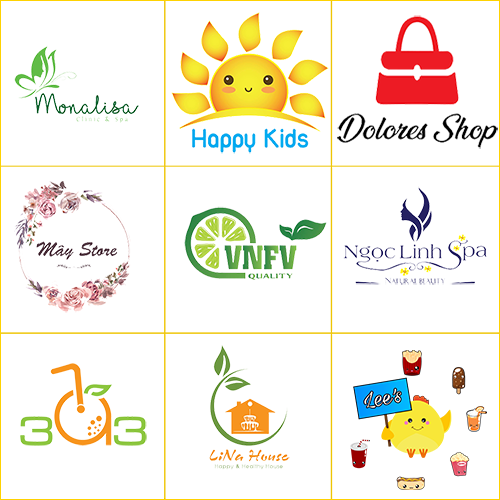 Monalisa
Clinic & Spa
Happy Kids
Dolores Shop
Mây Store
VNFV
QUALITY
Ngọc Linh Spa
NATURAL BEAUTY
303
LiNa House
Happy & Healthy House
Lee's